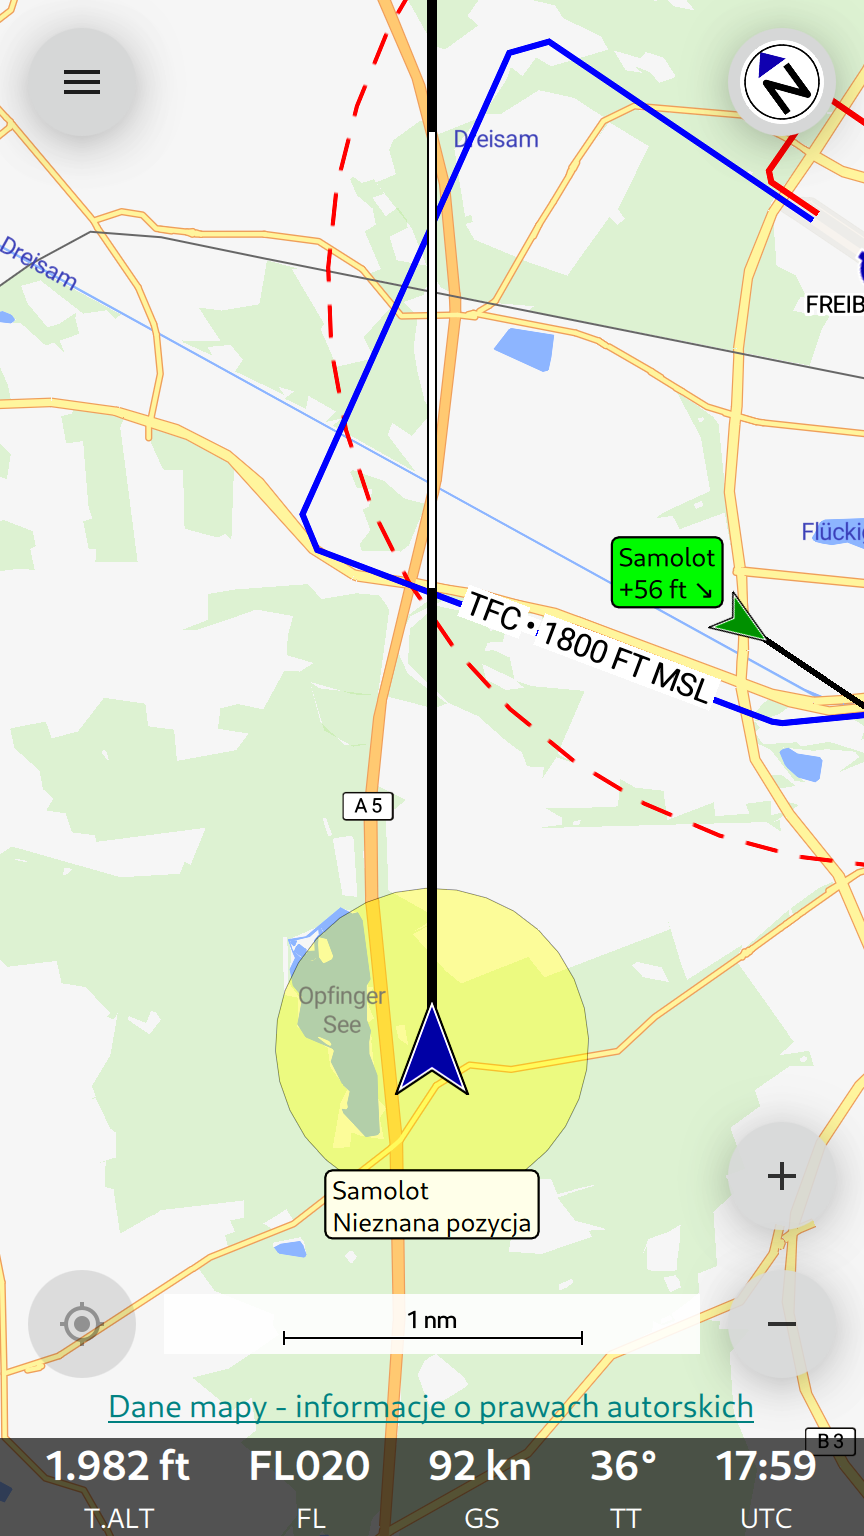 N
Dreisam
Dreisam
FREIB
Flückig
Samolot
+56 ft ↘
TFC • 1800 FT MSL
A 5
Opfinger
See
Samolot
Nieznana pozycja
+
−
1 nm
Dane mapy - informacje o prawach autorskich
B 3
1.982 ft FL020 92 kn 36° 17:59
T.ALT FL GS TT UTC